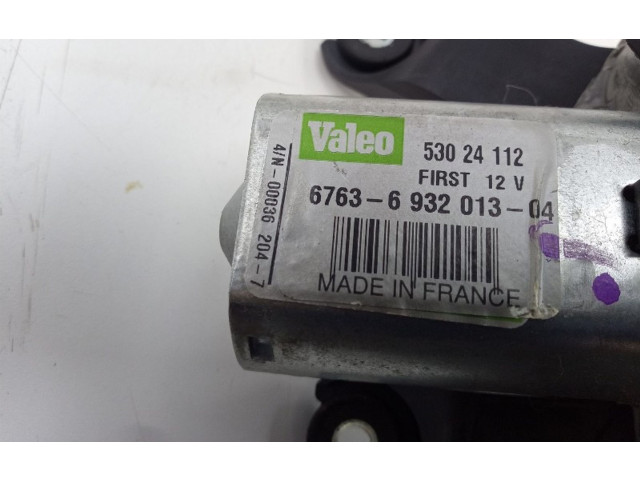 Valeo
530 24 112
FIRST 12 V
6763-6 932 013-04
MADE IN FRANCE
4/N-00036 204-7